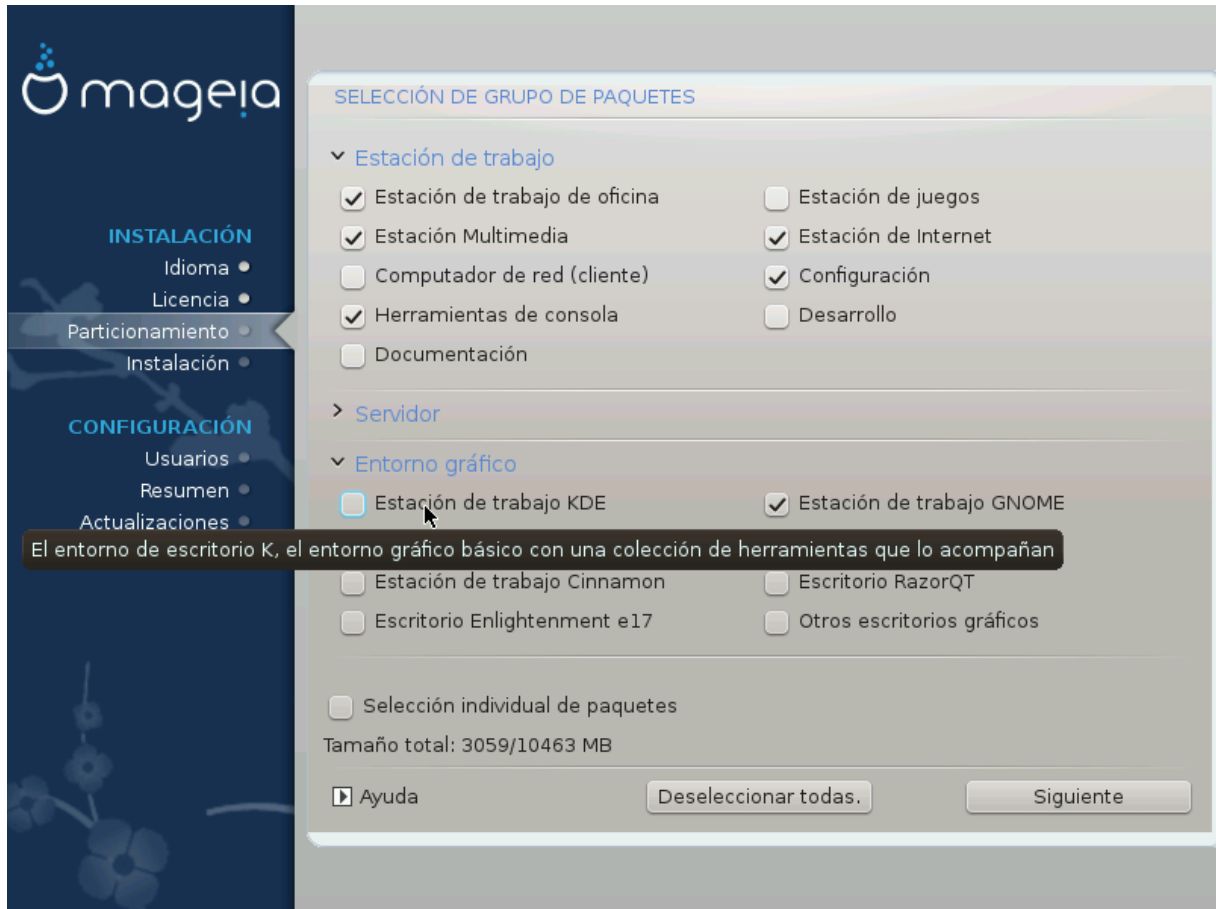 mageia
SELECCIÓN DE GRUPO DE PAQUETES
Estación de trabajo
Estación de trabajo de oficina
Estación de juegos
Estación Multimedia
Estación de Internet
Computador de red (cliente)
Configuración
Herramientas de consola
Desarrollo
Documentación
Servidor
Entorno gráfico
Estación de trabajo KDE
Estación de trabajo GNOME
El entorno de escritorio K, el entorno gráfico básico con una colección de herramientas que lo acompañan
Estación de trabajo Cinnamon
Escritorio RazorQT
Escritorio Enlightenment e17
Otros escritorios gráficos
Selección individual de paquetes
Tamaño total: 3059/10463 MB
Ayuda
Deseleccionar todas.
Siguiente
INSTALACIÓN
Idioma
Licencia
Particionamiento
Instalación
CONFIGURACIÓN
Usuarios
Resumen
Actualizaciones